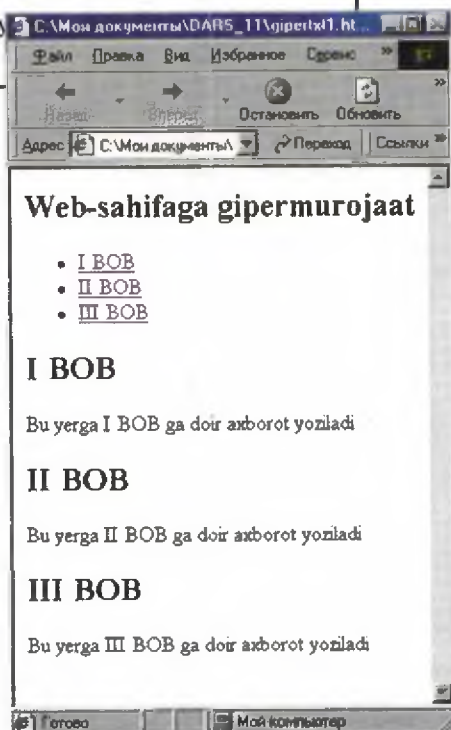 C:\Мои документы\DARS_11\gipertxt1.ht...
Файл Правка Вид Избранное Сервис »
Назад Вперед Остановить Обновить »
Адрес C:\Мои документы\ Переход Ссылки »
Web-sahifaga gipermurojaat
• I BOB
• II BOB
• III BOB
I BOB
Bu yerga I BOB ga doir axborot yoziladi
II BOB
Bu yerga II BOB ga doir axborot yoziladi
III BOB
Bu yerga III BOB ga doir axborot yoziladi
Готово Мой компьютер